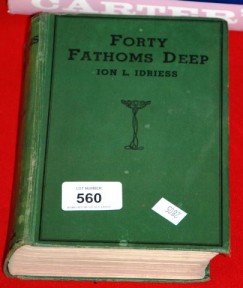 CARTER
FORTY
FATHOMS DEEP
ION L. IDRIESS
LOT NUMBER
560